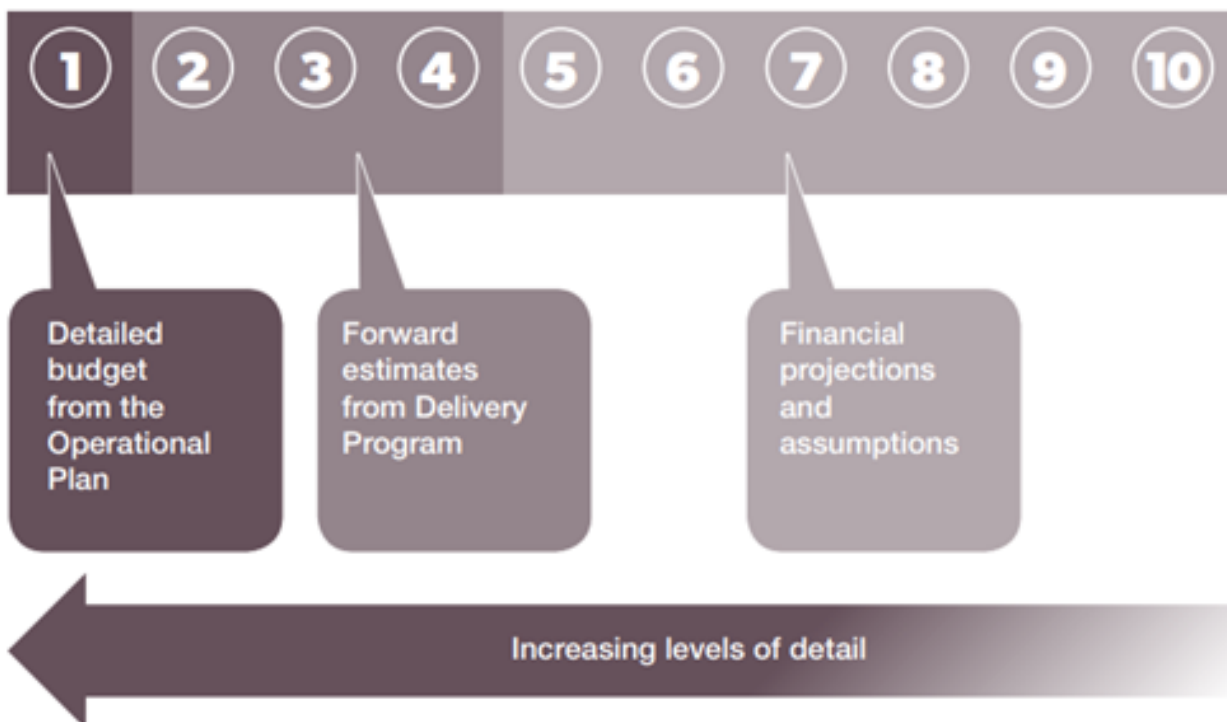 1 2 3 4 5 6 7 8 9 10
Detailed
budget
from the
Operational
Plan
Forward
estimates
from Delivery
Program
Financial
projections
and
assumptions
Increasing levels of detail